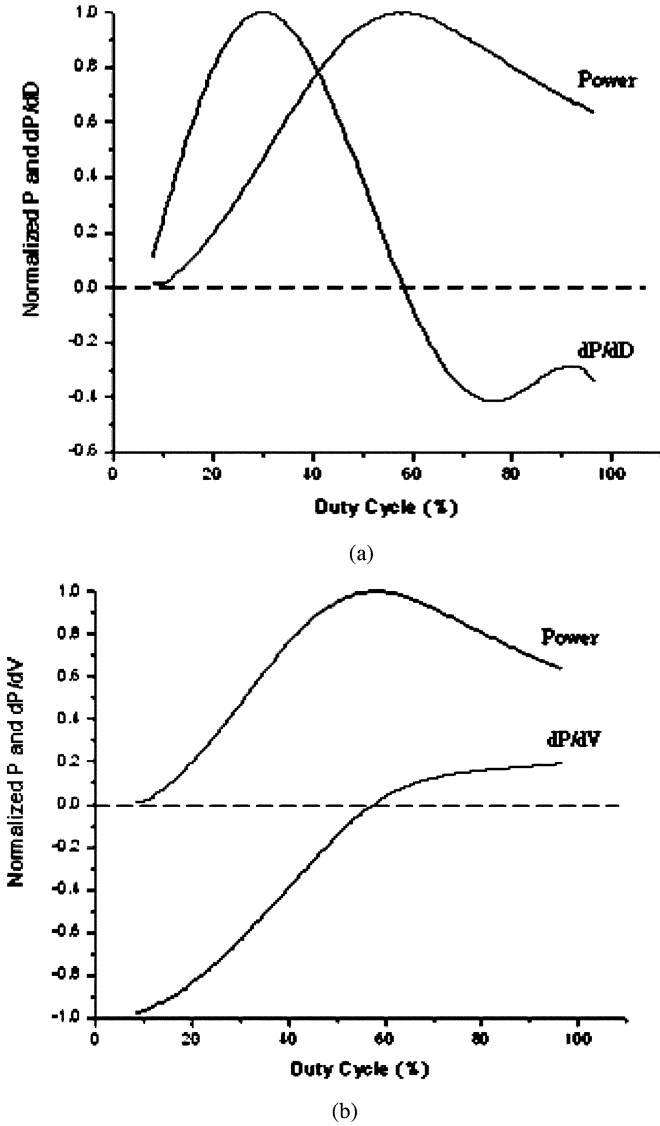 Normalized P and dP/dD
1.0
0.8
0.6
0.4
0.2
0.0
-0.2
-0.4
-0.6
Power
dP/dD
0 20 40 60 80 100
Duty Cycle (%)
(a)
Normalized P and dP/dV
1.0
0.8
0.6
0.4
0.2
0.0
-0.2
-0.4
-0.6
-0.8
-1.0
Power
dP/dV
0 20 40 60 80 100
Duty Cycle (%)
(b)